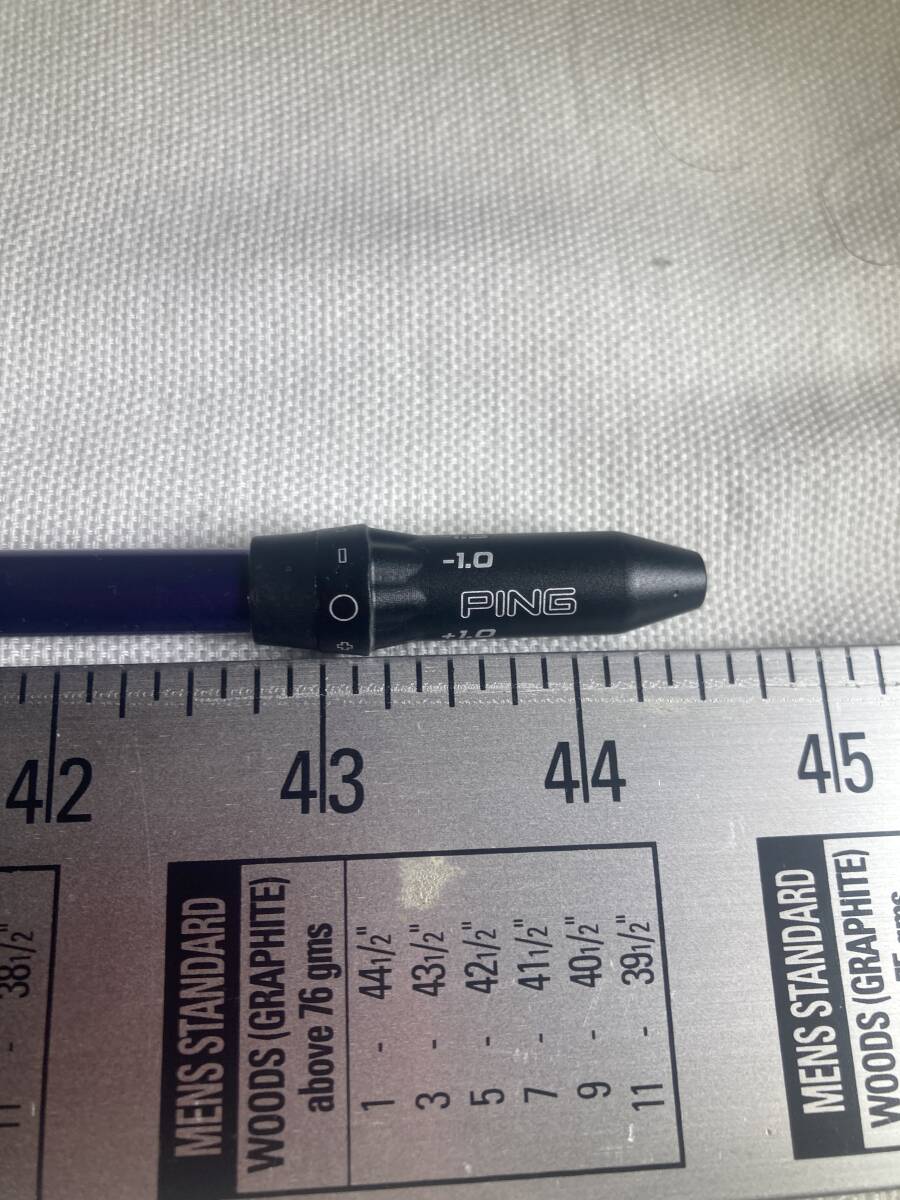 -1.0
PING
+1.0
42 43 44 45
38 1/2"
11 -
MENS STANDARD
WOODS (GRAPHITE)
above 76 gms
1 - 44 1/2"
3 - 43 1/2"
5 - 42 1/2"
7 - 41 1/2"
9 - 40 1/2"
11 - 39 1/2"
MENS STANDARD
WOODS (GRAPHITE)